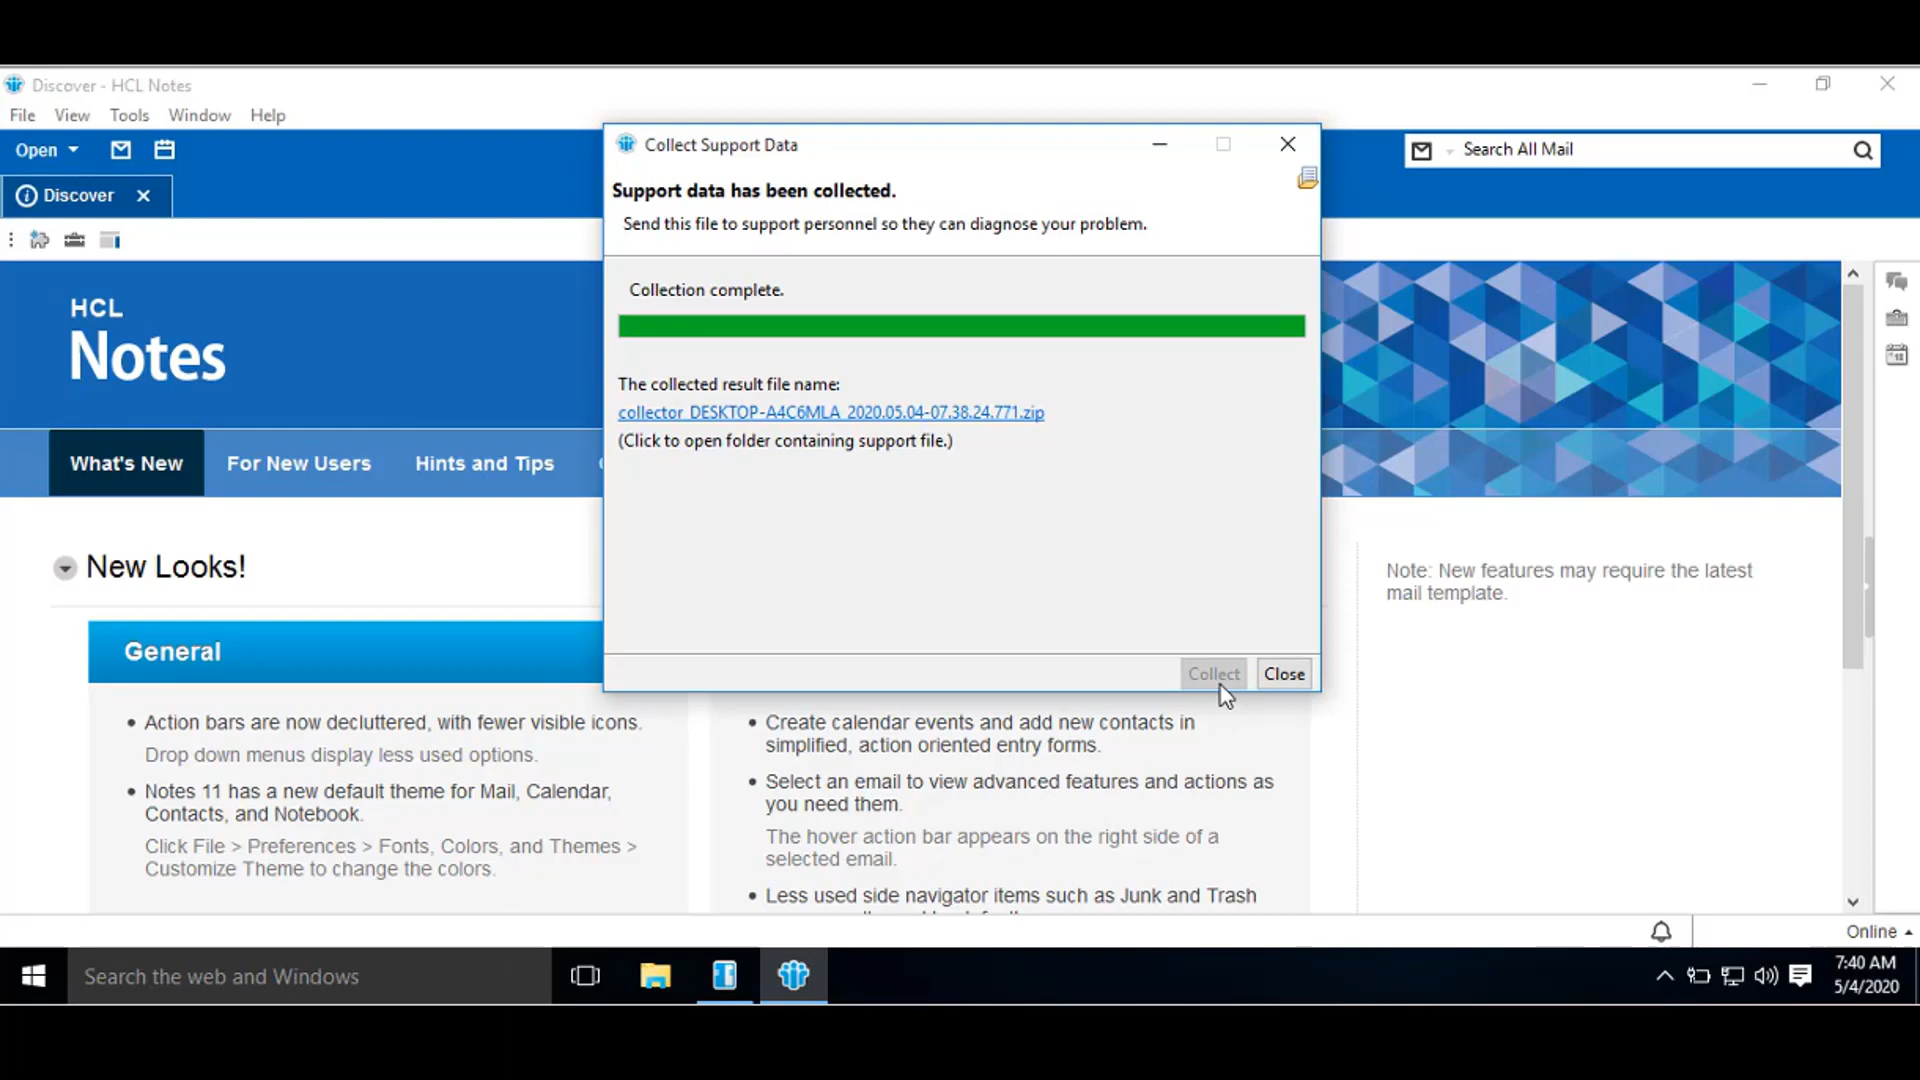 Discover - HCL Notes
File View Tools Window Help
Open
Search All Mail
Discover
HCL
Notes
What's New For New Users Hints and Tips
Collect Support Data
Support data has been collected.
Send this file to support personnel so they can diagnose your problem.
Collection complete.
The collected result file name:
collector_DESKTOP-A4C6MLA_2020.05.04-07.38.24.771.zip
(Click to open folder containing support file.)
Collect Close
New Looks!
Note: New features may require the latest
mail template.
General
• Action bars are now decluttered, with fewer visible icons.
Drop down menus display less used options.
• Notes 11 has a new default theme for Mail, Calendar,
Contacts, and Notebook.
Click File > Preferences > Fonts, Colors, and Themes >
Customize Theme to change the colors.
• Create calendar events and add new contacts in
simplified, action oriented entry forms.
• Select an email to view advanced features and actions as
you need them.
The hover action bar appears on the right side of a
selected email.
• Less used side navigator items such as Junk and Trash
Online
Search the web and Windows
7:40 AM
5/4/2020